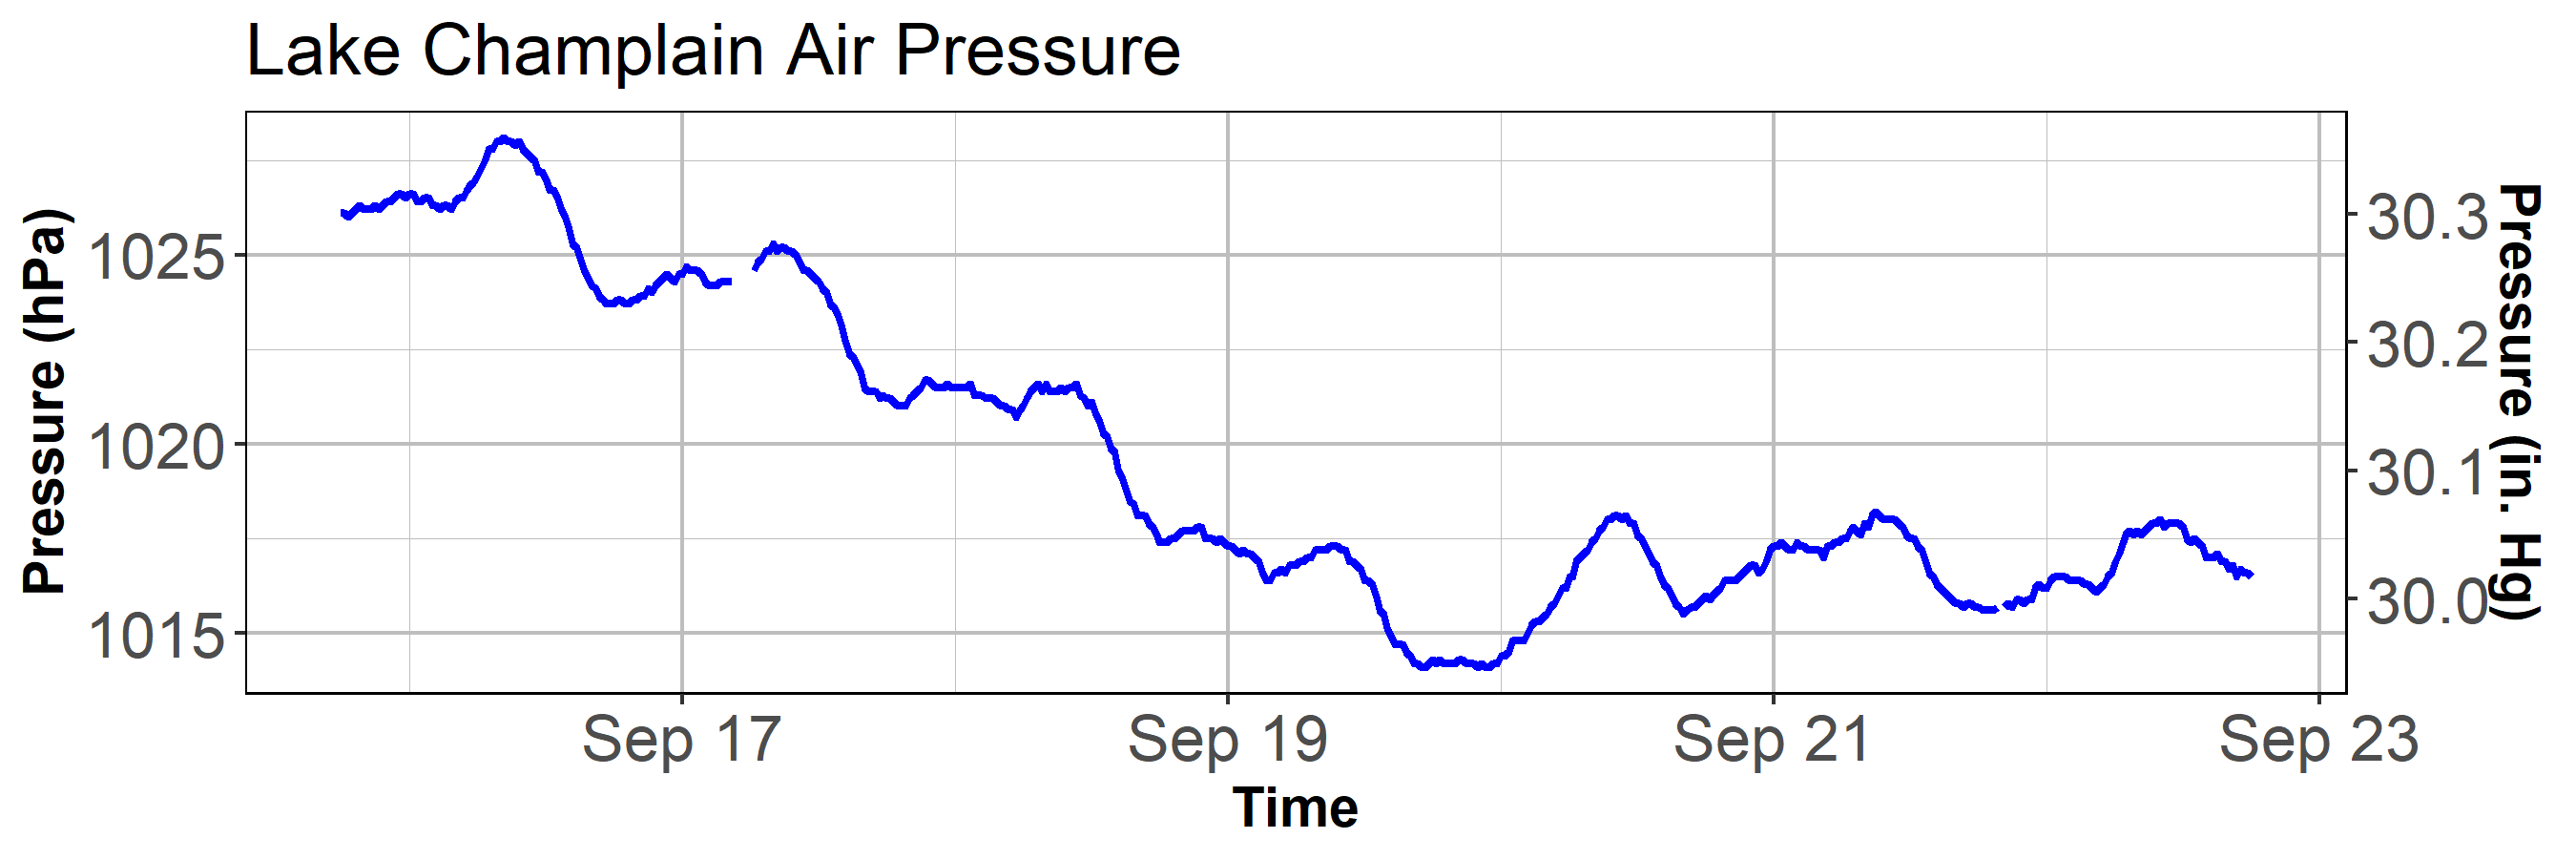 Lake Champlain Air Pressure
Pressure (hPa)
1025
1020
1015
30.3
30.2
30.1
30.0
Pressure (in. Hg)
Sep 17
Sep 19
Sep 21
Sep 23
Time